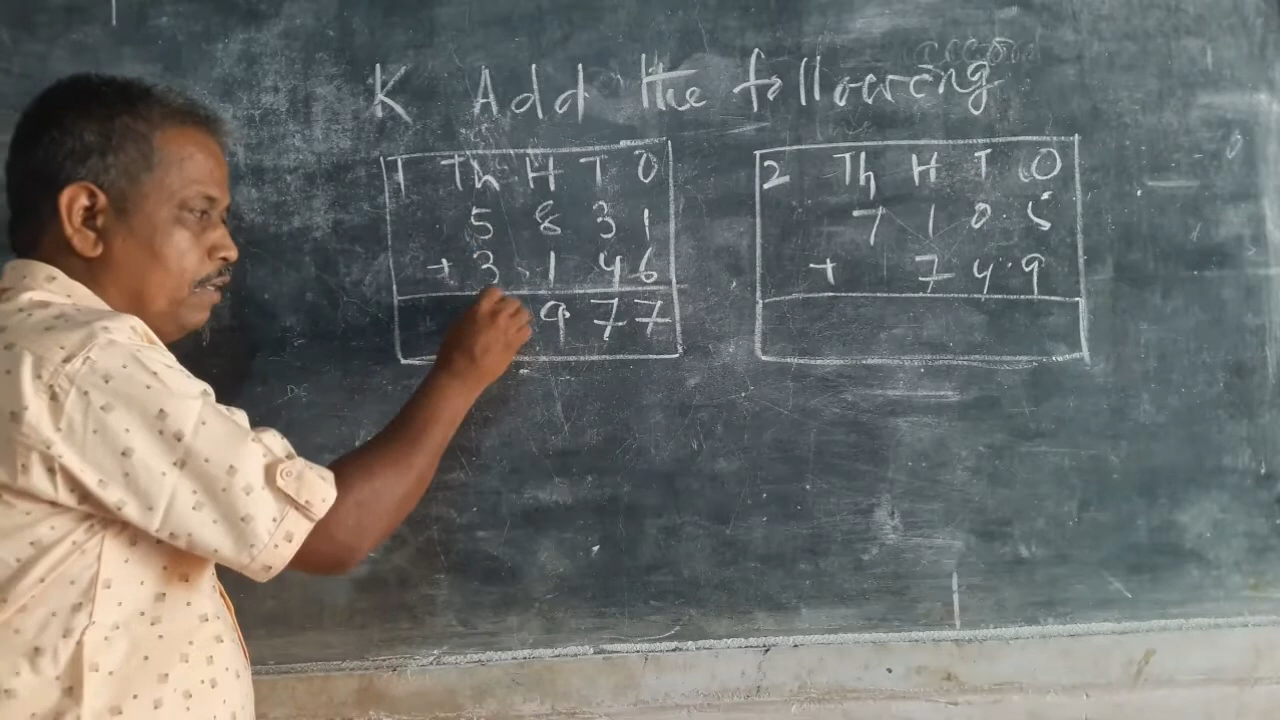 K Add the following
1 Th H T O
5 8 3 1
+ 3 1 4 6
9 7 7
2 Th H T O
7 1 0 5
+ 7 4 9